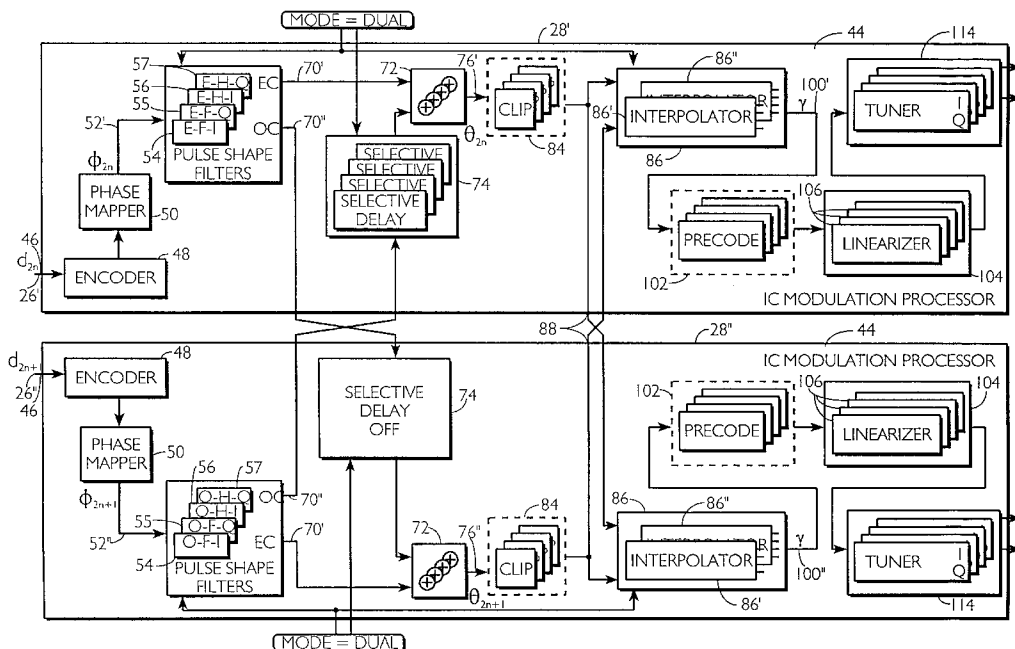 MODE = DUAL
28'
44
114
57
56
55
54
E-H-Q
E-H-I
E-F-Q
E-F-I
EC
OC
PULSE SHAPE
FILTERS
70'
70"
72
76'
θ2n
CLIP
84
86"
86'
INTERPOLATOR
INTERPOLATOR
86
γ
100'
TUNER
I
Q
52'
ϕ2n
PHASE
MAPPER
50
SELECTIVE
SELECTIVE
SELECTIVE
SELECTIVE
DELAY
74
46
d2n
26'
ENCODER
48
PRECODE
102
106
LINEARIZER
104
IC MODULATION PROCESSOR
88
28"
44
IC MODULATION PROCESSOR
d2n+1
26"
46
ENCODER
48
SELECTIVE
DELAY
OFF
74
102
PRECODE
106
LINEARIZER
104
PHASE
MAPPER
50
ϕ2n+1
52"
57
56
55
54
O-H-Q
O-H-I
O-F-Q
O-F-I
OC
EC
PULSE SHAPE
FILTERS
70"
70'
72
76"
θ2n+1
CLIP
84
86
86"
INTERPOLATOR
INTERPOLATOR
86'
γ
100"
TUNER
I
Q
114
MODE = DUAL